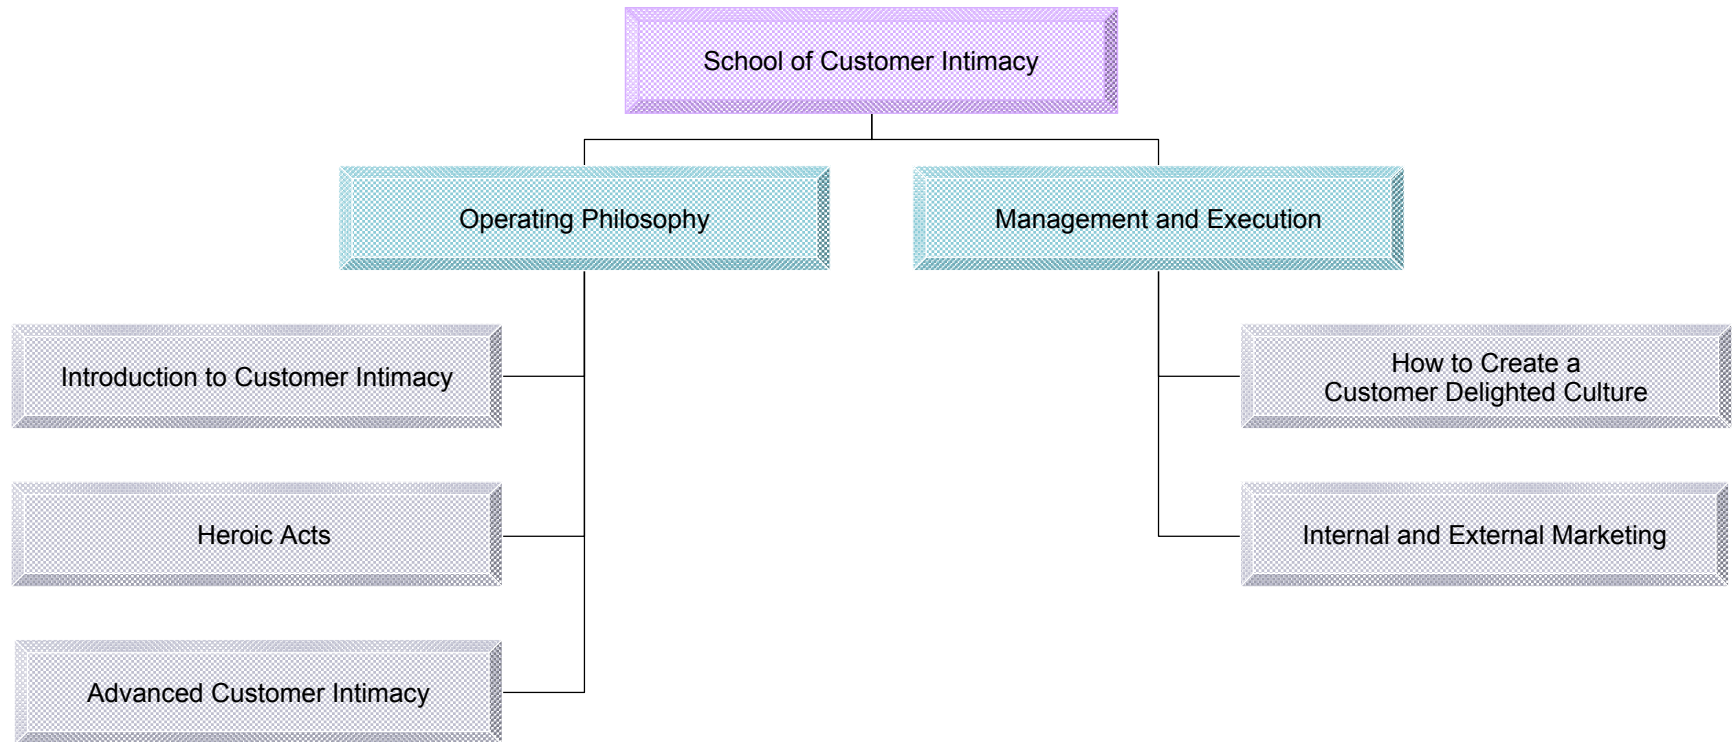 School of Customer Intimacy
Operating Philosophy
Management and Execution
Introduction to Customer Intimacy
How to Create a
Customer Delighted Culture
Heroic Acts
Internal and External Marketing
Advanced Customer Intimacy